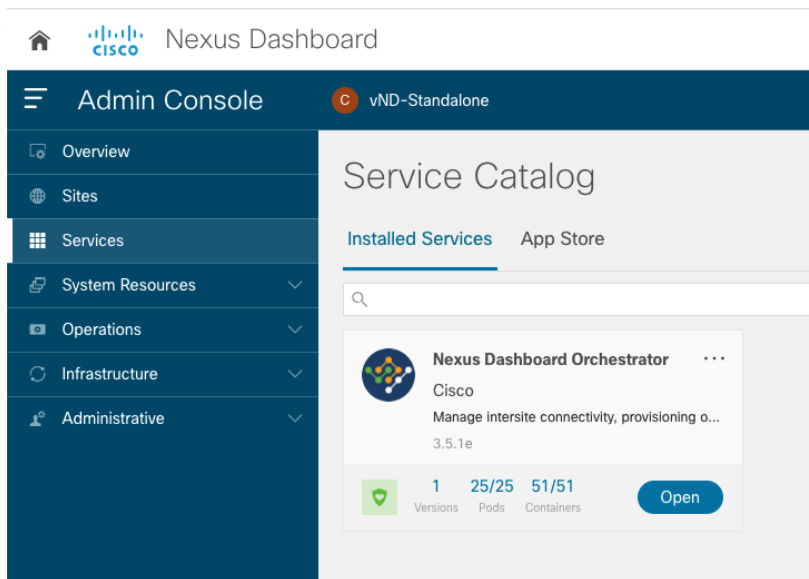 CISCO Nexus Dashboard
Admin Console
C vND-Standalone
Overview
Sites
Services
System Resources
Operations
Infrastructure
Administrative
Service Catalog
Installed Services App Store
Nexus Dashboard Orchestrator ...
Cisco
Manage intersite connectivity, provisioning o...
3.5.1e
1 25/25 51/51
Versions Pods Containers
Open